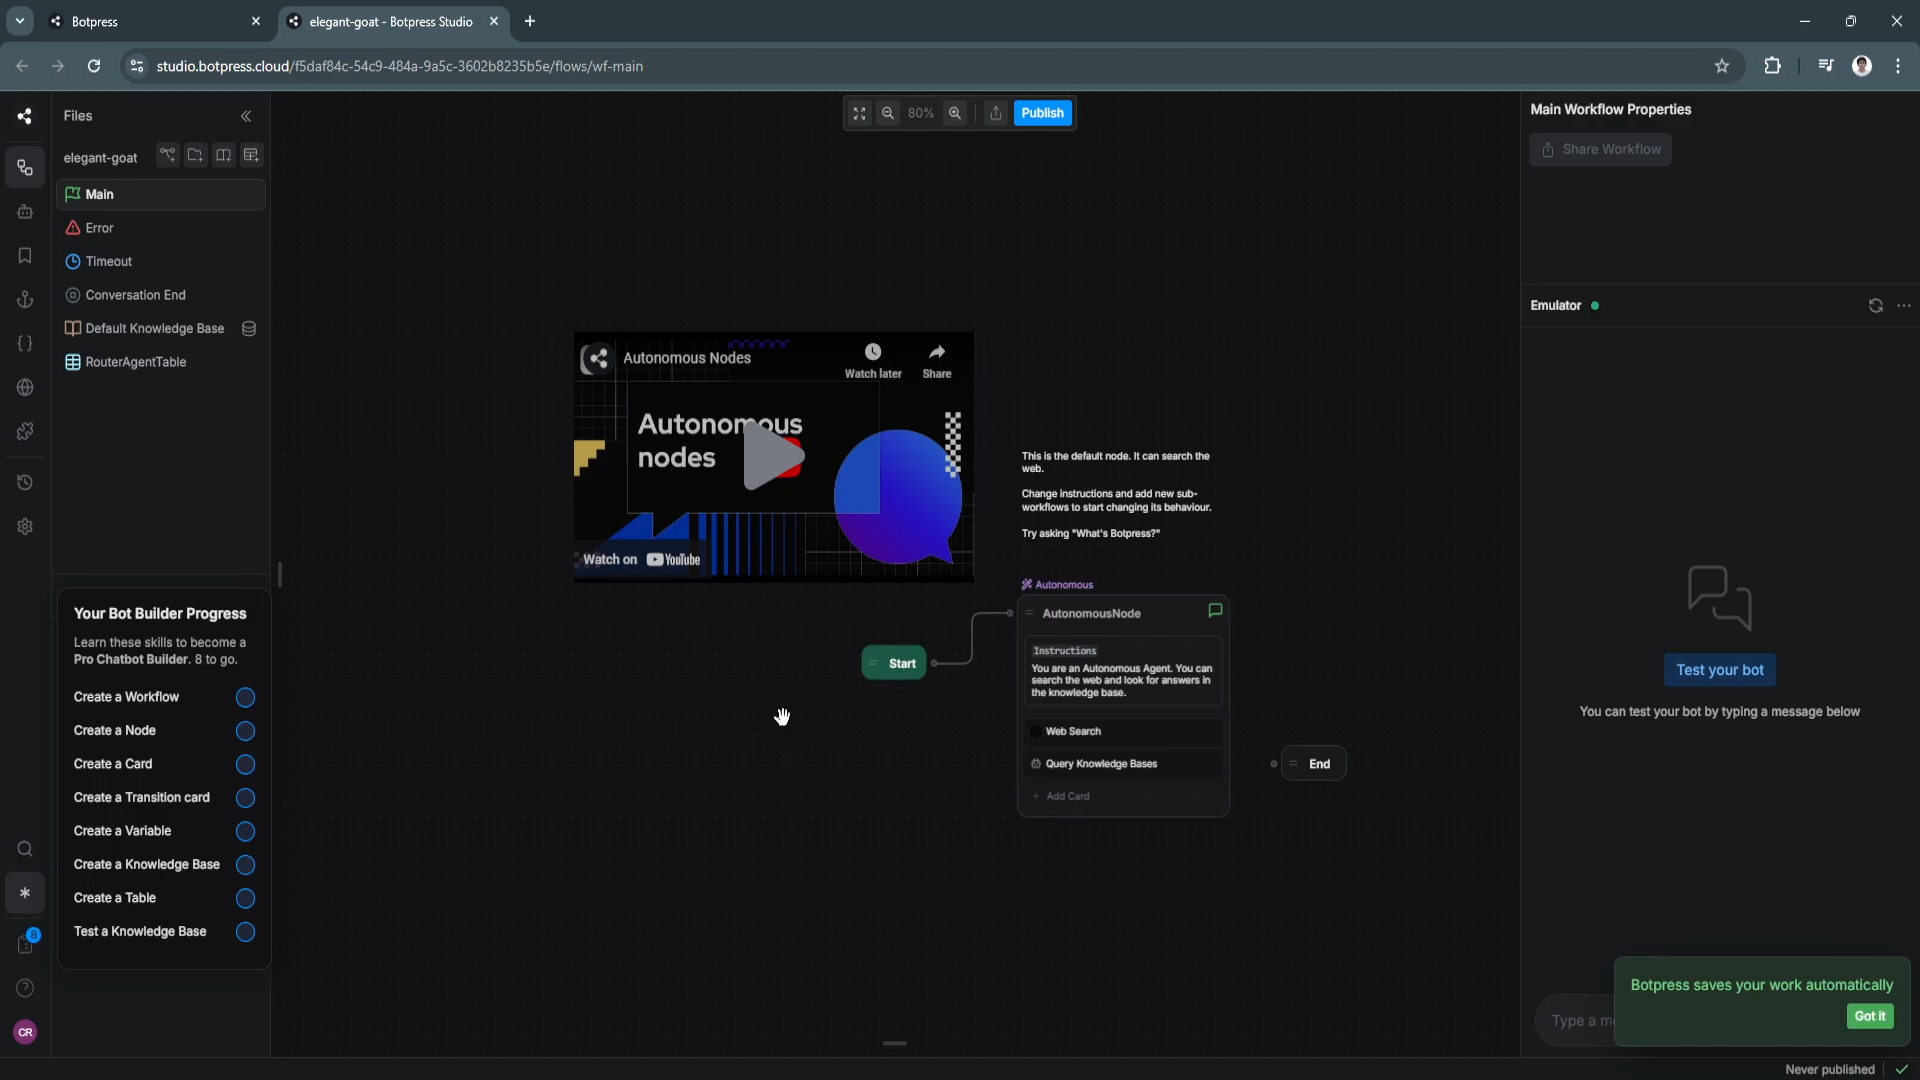 Botpress
elegant-goat - Botpress Studio
studio.botpress.cloud/f5daf84c-54c9-484a-9a5c-3602b8235b5e/flows/wf-main
Files
elegant-goat
Main
Error
Timeout
Conversation End
Default Knowledge Base
RouterAgentTable
Your Bot Builder Progress
Learn these skills to become a
Pro Chatbot Builder. 8 to go.
Create a Workflow
Create a Node
Create a Card
Create a Transition card
Create a Variable
Create a Knowledge Base
Create a Table
Test a Knowledge Base
8
CR
80%
Publish
Autonomous Nodes
Watch later
Share
Autonomous
nodes
Watch on YouTube
This is the default node. It can search the
web.
Change instructions and add new sub-
workflows to start changing its behaviour.
Try asking "What's Botpress?"
Autonomous
AutonomousNode
Instructions
You are an Autonomous Agent. You can
search the web and look for answers in
the knowledge base.
Web Search
Query Knowledge Bases
+ Add Card
Start
End
Main Workflow Properties
Share Workflow
Emulator
Test your bot
You can test your bot by typing a message below
Botpress saves your work automatically
Got it
Type a
Never published